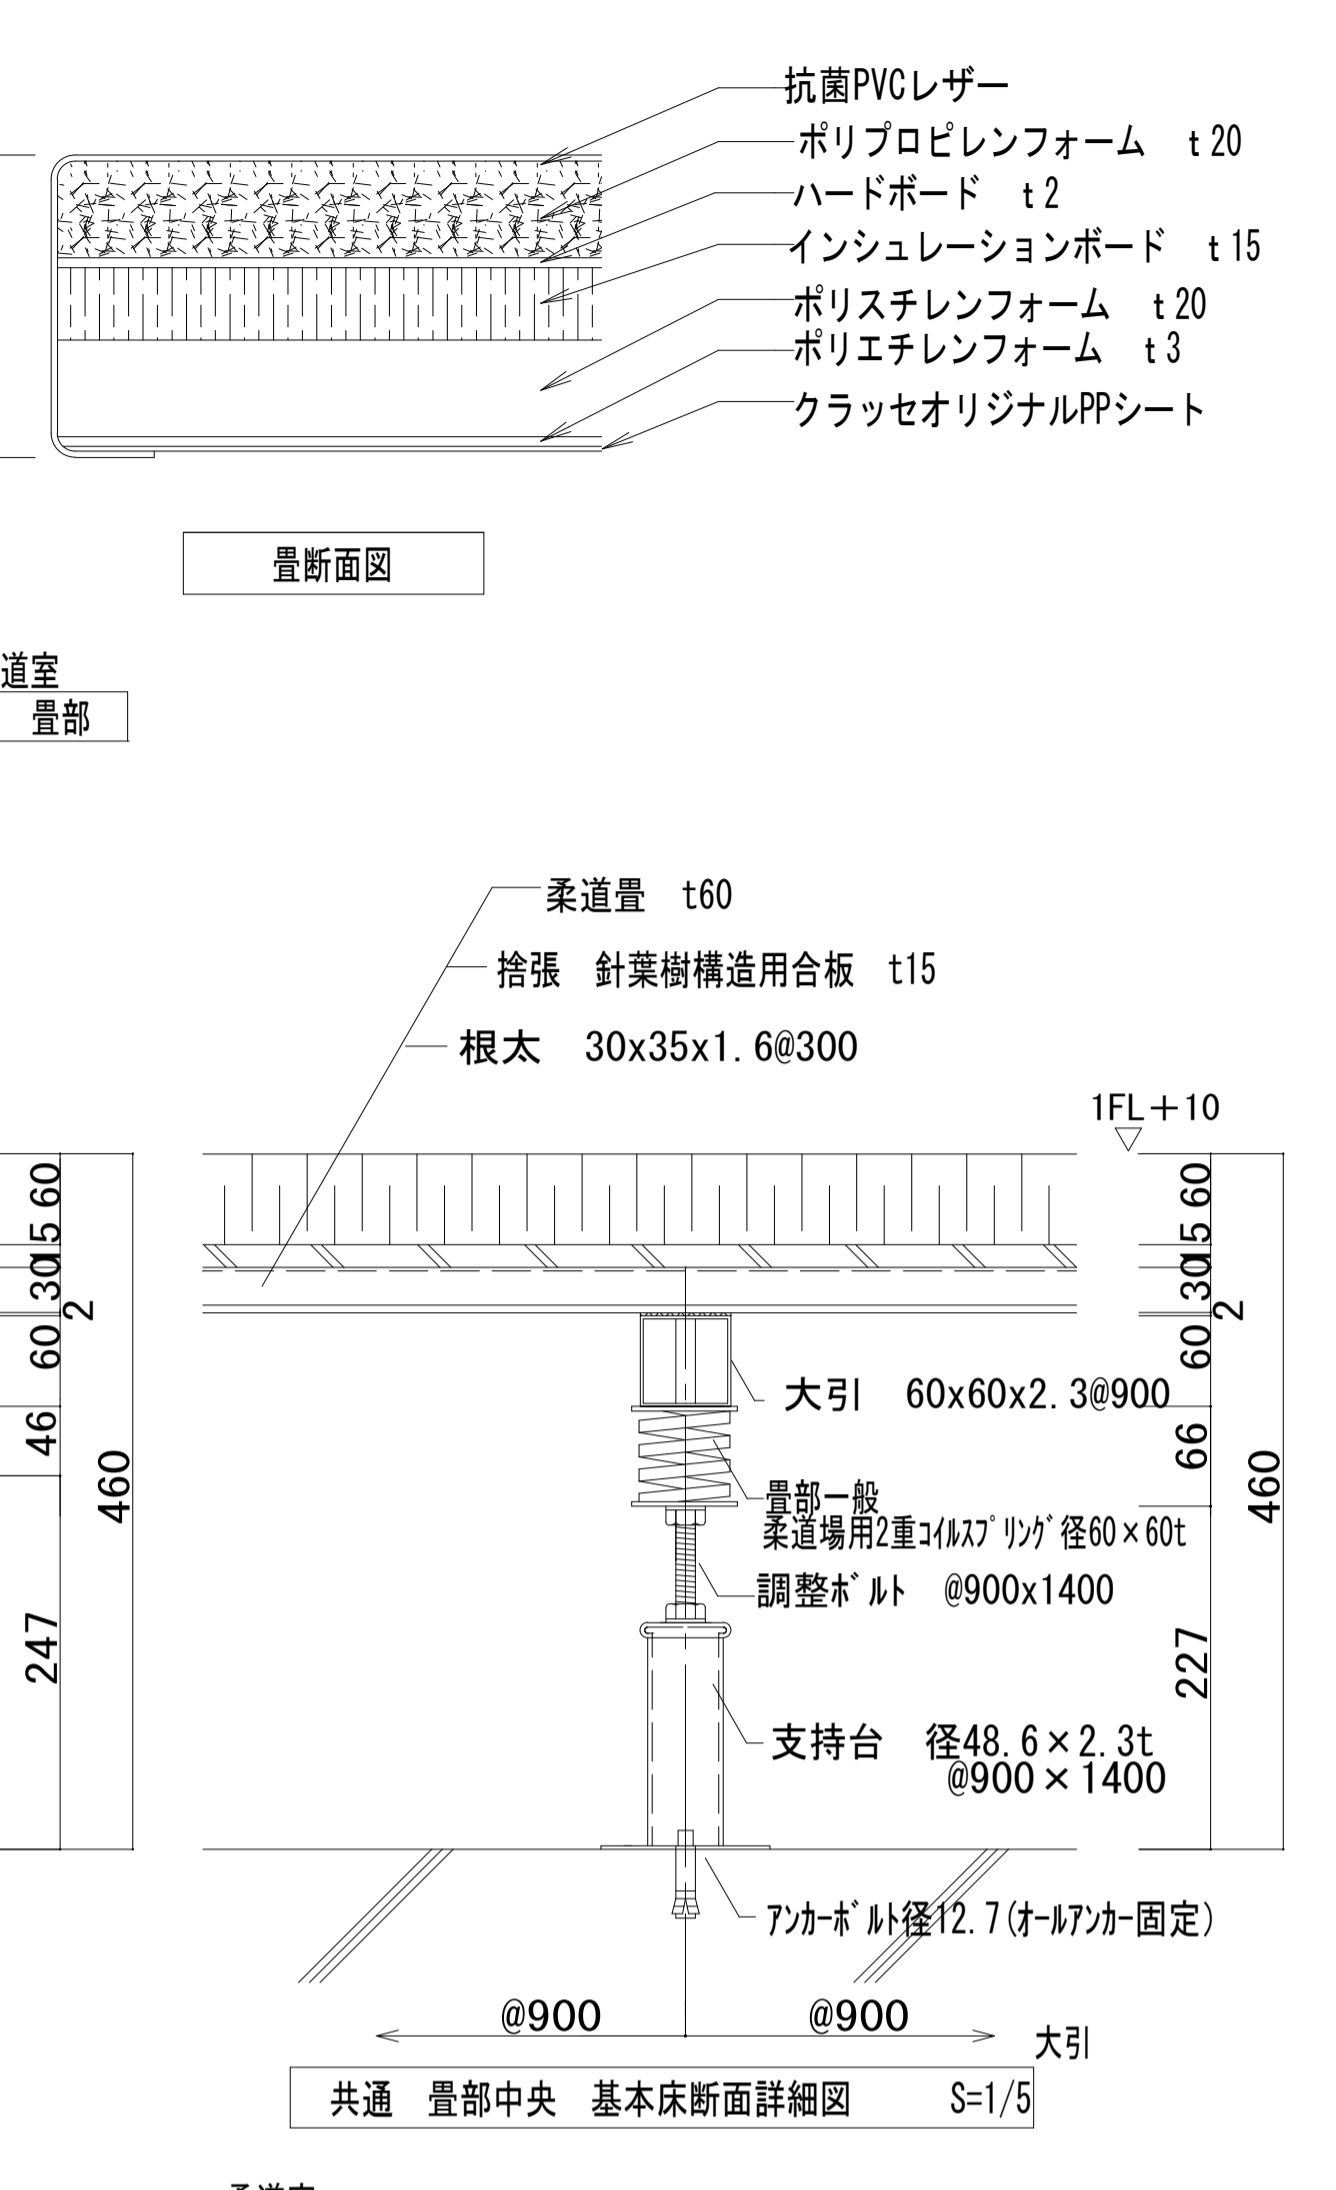 抗菌PVCレザー
ポリプロピレンフォーム　t 20
ハードボード　t 2
インシュレーションボード　t 15
ポリスチレンフォーム　t 20
ポリエチレンフォーム　t 3
クラッセオリジナルPPシート
畳断面図
道室
畳部
柔道畳　t60
捨張　針葉樹構造用合板　t15
根太　30x35x1.6@300
1FL＋10
60
15
30
2
60
46
247
460
60
15
30
2
60
66
227
460
大引　60x60x2.3@900
畳部一般
柔道場用2重ｺｲﾙｽﾌﾟﾘﾝｸﾞ径60×60t
調整ﾎﾞﾙﾄ　@900x1400
支持台　径48.6×2.3t
@900×1400
ｱﾝｶｰﾎﾞﾙﾄ径12.7(ｵｰﾙｱﾝｶｰ固定)
@900
@900
大引
共通　畳部中央　基本床断面詳細図　S=1/5